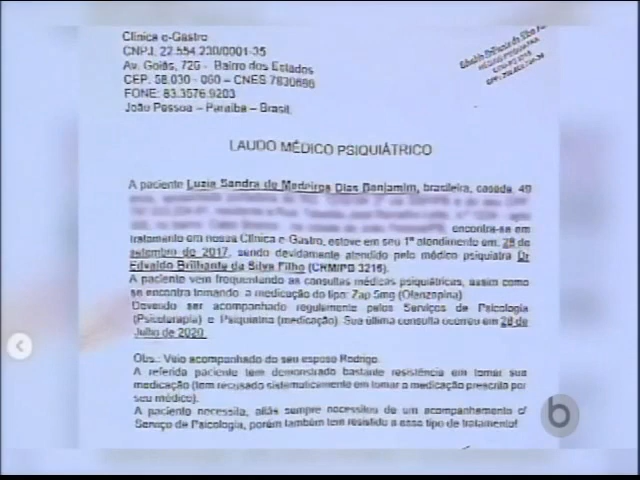 Clínica e-Gastro
CNPJ. 22.554.230/0001-35
Av. Goiás, 726 - Bairro dos Estados
CEP. 58.030 - 060 – CNES 7830686
FONE: 83.3576.9203
João Pessoa – Paraíba – Brasil.
LAUDO MÉDICO PSIQUIÁTRICO
A paciente Luzia Sandra de Medeiros Dias Benjamim, brasileira, casada, 49
encontra-se em
tratamento em nossa Clínica e-Gastro, esteve em seu 1º atendimento em, 28 de
setembro de 2017, sendo devidamente atendido pelo médico psiquiatra Dr
Edvaldo Brilhante da Silva Filho (CRM/PB 3216).
A paciente vem frequentando as consultas médicas psiquiátricas, assim como
se encontra tomando a medicação do tipo: Zap 5mg (Olanzapina)
Devendo ser acompanhado regularmente pelos Serviços de Psicologia
(Psicoterapia) e Psiquiatria (medicação). Sua última consulta ocorreu em 28 de
Julho de 2020.
Obs.: Veio acompanhado do seu esposo Rodrigo.
A referida paciente tem demonstrado bastante resistência em tomar sua
medicação (tem recusado sistematicamente em tomar a medicação prescrita por
seu médico).
A paciente necessita, aliás sempre necessitou de um acompanhamento c/
Serviço de Psicologia, porém também tem resistido a esse tipo de tratamento!
b